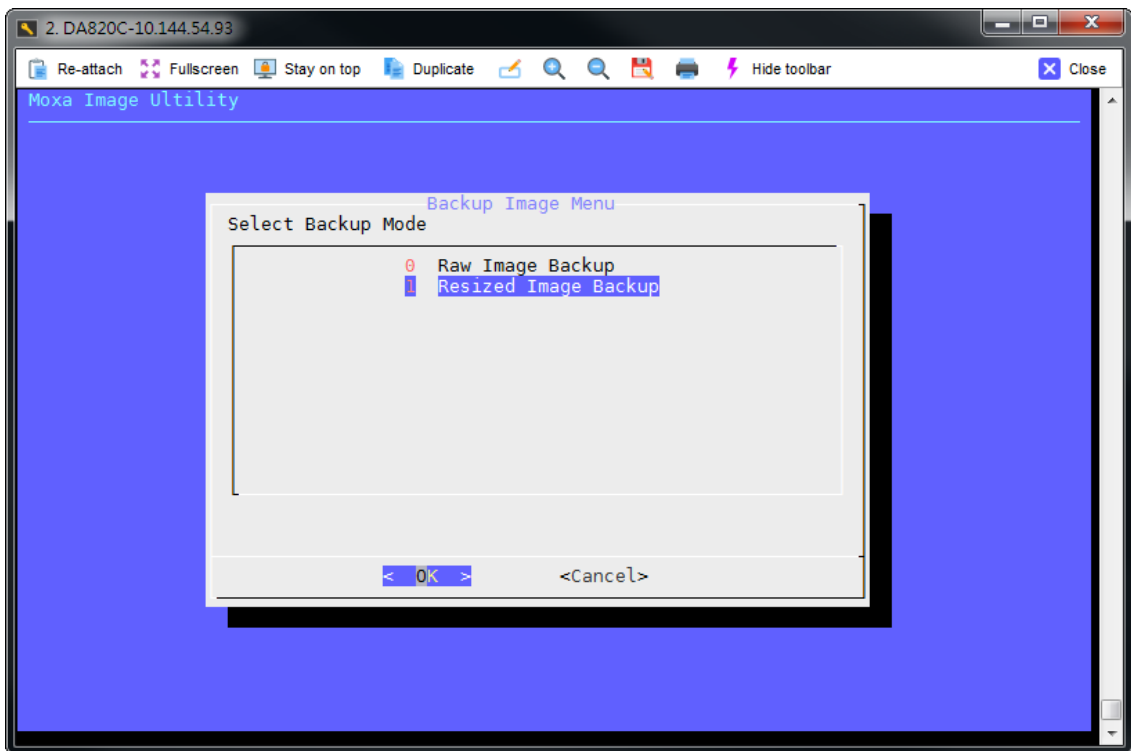 2. DA820C-10.144.54.93
Re-attach Fullscreen Stay on top Duplicate Hide toolbar Close
Moxa Image Ultility
Backup Image Menu
Select Backup Mode
0 Raw Image Backup
1 Resized Image Backup
< OK > <Cancel>